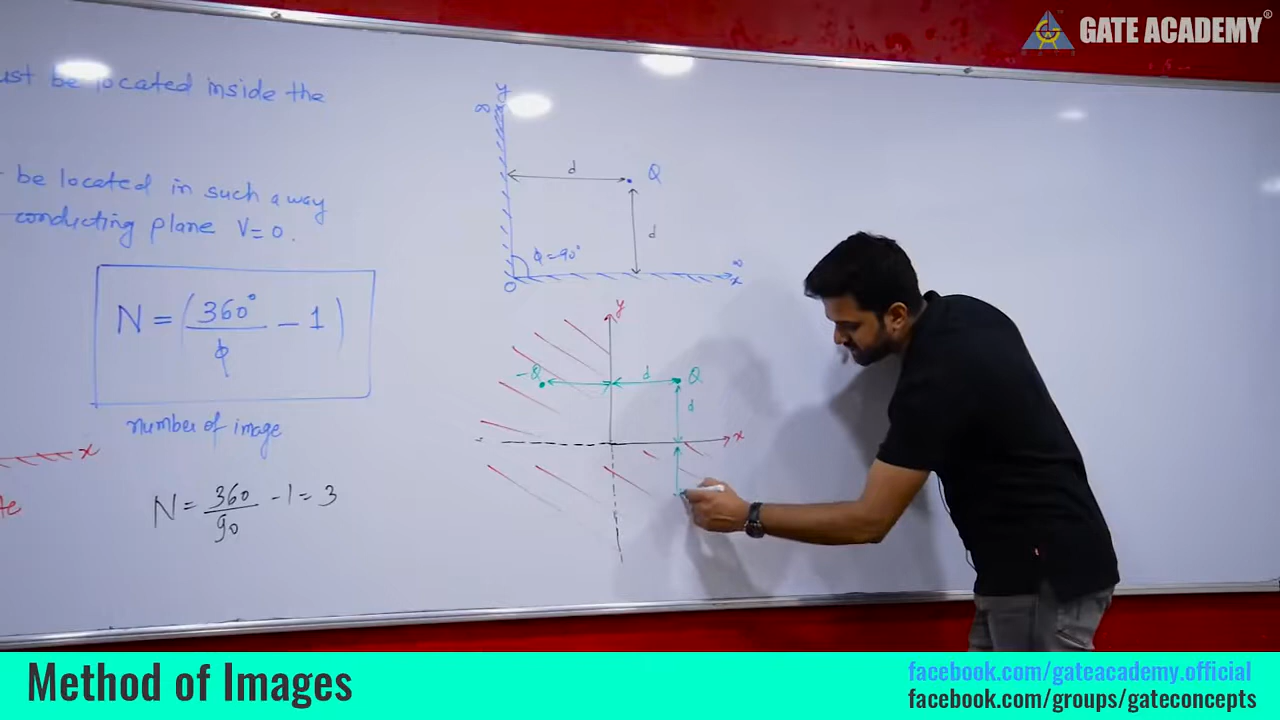 GATE ACADEMY®
ust be located inside the
be located in such a way
conducting plane V=0.
N = (360°/ϕ - 1)
number of image
x
te
N = 360/90 - 1 = 3
∞ y
d
Q
d
ϕ=90°
O
∞
x
y
-Q
d
Q
d
x
Method of Images
facebook.com/gateacademy.official
facebook.com/groups/gateconcepts